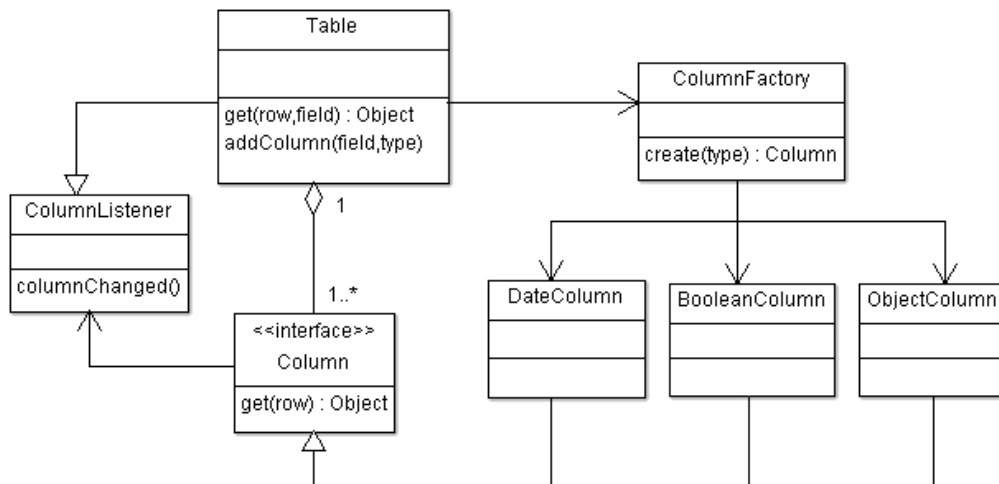 Table
get(row,field) : Object
addColumn(field,type)
ColumnFactory
create(type) : Column
ColumnListener
columnChanged()
1
1..*
<<interface>>
Column
get(row) : Object
DateColumn
BooleanColumn
ObjectColumn